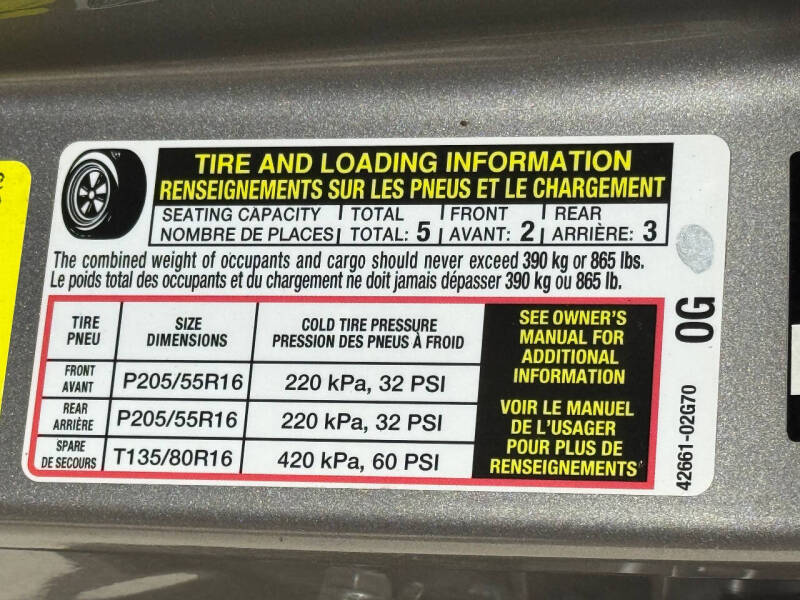 TIRE AND LOADING INFORMATION
RENSEIGNEMENTS SUR LES PNEUS ET LE CHARGEMENT
SEATING CAPACITY | TOTAL | FRONT | REAR
NOMBRE DE PLACES | TOTAL: 5 | AVANT: 2 | ARRIÈRE: 3
The combined weight of occupants and cargo should never exceed 390 kg or 865 lbs.
Le poids total des occupants et du chargement ne doit jamais dépasser 390 kg ou 865 lb.
TIRE PNEU | SIZE DIMENSIONS | COLD TIRE PRESSURE PRESSION DES PNEUS À FROID
FRONT AVANT | P205/55R16 | 220 kPa, 32 PSI
REAR ARRIÈRE | P205/55R16 | 220 kPa, 32 PSI
SPARE DE SECOURS | T135/80R16 | 420 kPa, 60 PSI
SEE OWNER'S
MANUAL FOR
ADDITIONAL
INFORMATION
VOIR LE MANUEL
DE L'USAGER
POUR PLUS DE
RENSEIGNEMENTS
0G
42661-02G70